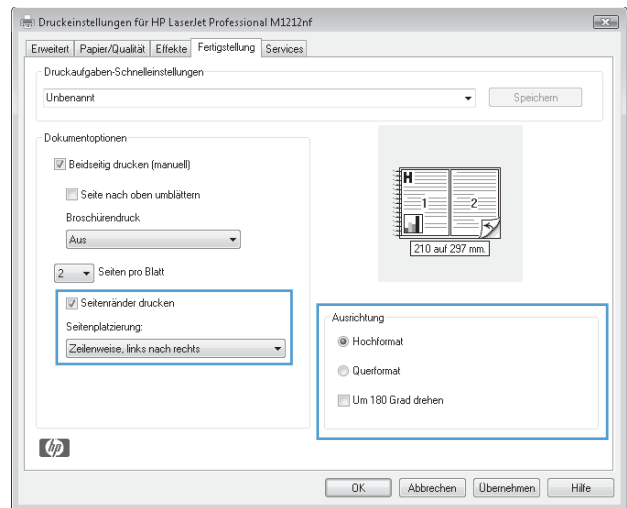 Druckeinstellungen für HP LaserJet Professional M1212nf
Erweitert Papier/Qualität Effekte Fertigstellung Services
Druckaufgaben-Schnelleinstellungen
Unbenannt Speichern
Dokumentoptionen
Beidseitig drucken (manuell)
Seite nach oben umblättern
Broschürendruck
Aus
2 Seiten pro Blatt
Seitenränder drucken
Seitenplatzierung:
Zeilenweise, links nach rechts
H
1 2
210 auf 297 mm.
Ausrichtung
Hochformat
Querformat
Um 180 Grad drehen
hp
OK Abbrechen Übernehmen Hilfe